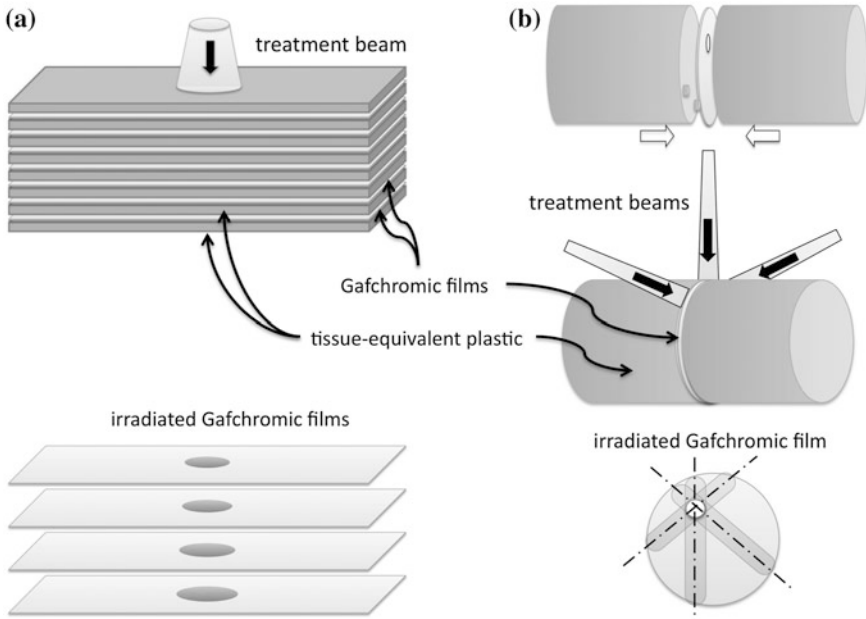 (a)
treatment beam
Gafchromic films
tissue-equivalent plastic
irradiated Gafchromic films
(b)
treatment beams
irradiated Gafchromic film